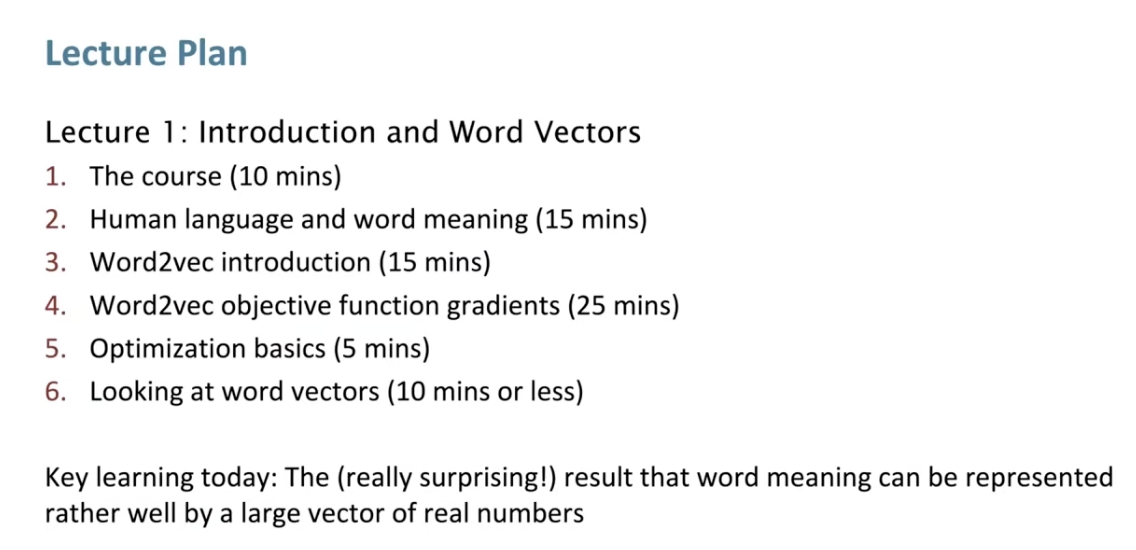 Lecture Plan
Lecture 1: Introduction and Word Vectors
1. The course (10 mins)
2. Human language and word meaning (15 mins)
3. Word2vec introduction (15 mins)
4. Word2vec objective function gradients (25 mins)
5. Optimization basics (5 mins)
6. Looking at word vectors (10 mins or less)
Key learning today: The (really surprising!) result that word meaning can be represented
rather well by a large vector of real numbers